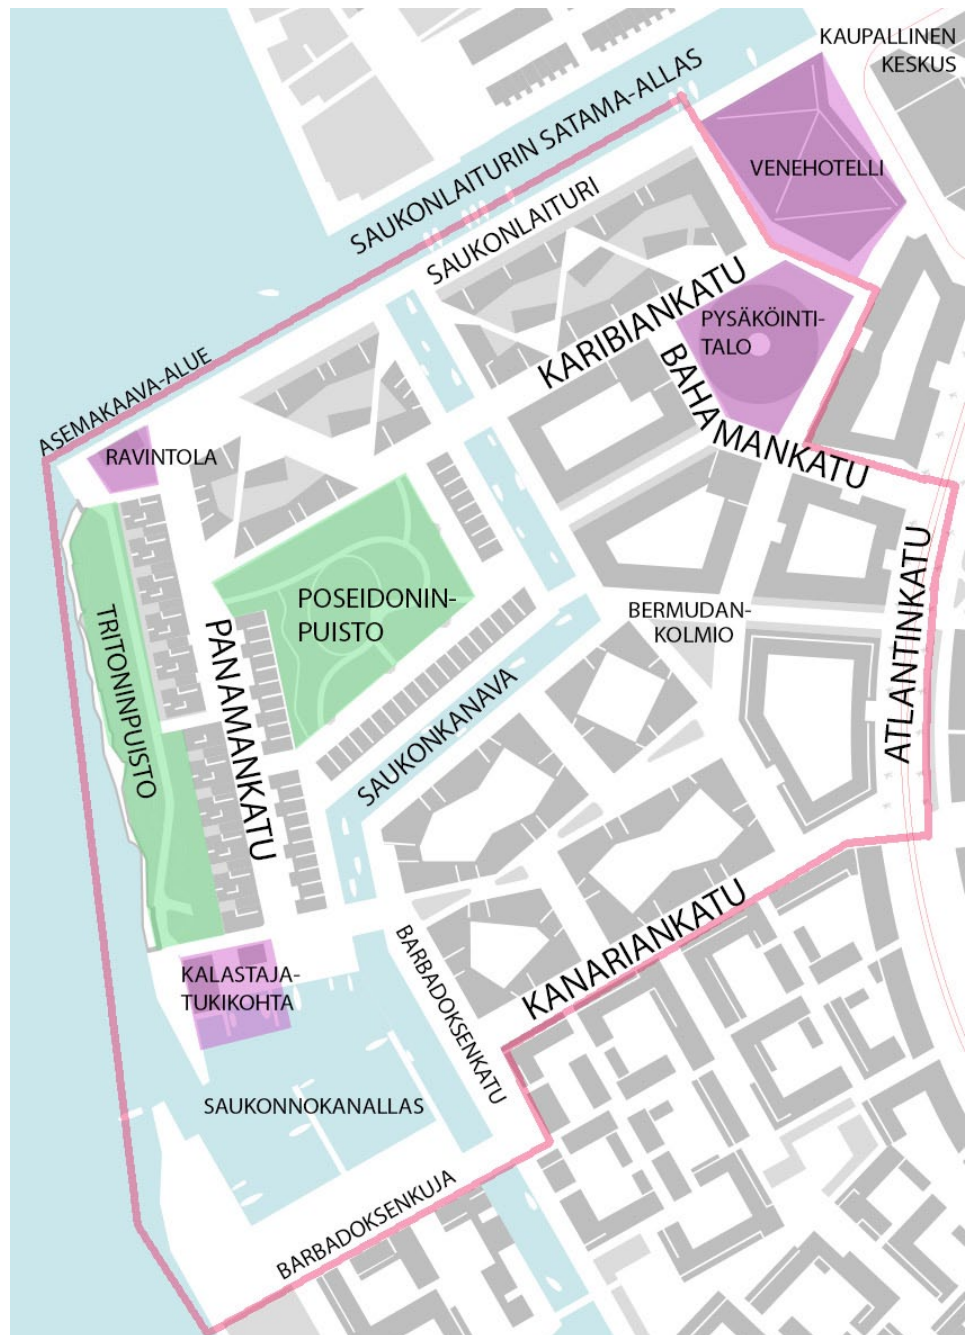 KAUPALLINEN
KESKUS
SAUKONLAITURIN SATAMA-ALLAS
VENEHOTELLI
SAUKONLAITURI
KARIBIANKATU
PYSÄKÖINTI-
TALO
ASEMAKAAVA-ALUE
BAHAMANKATU
RAVINTOLA
ATLANTINKATU
POSEIDONIN-
PUISTO
BERMUDAN-
KOLMIO
TRITONINPUISTO
PANAMANKATU
SAUKONKANAVA
KANARIANKATU
BARBADOKSENKATU
KALASTAJA-
TUKIKOHTA
SAUKONNOKANALLAS
BARBADOKSENKUJA